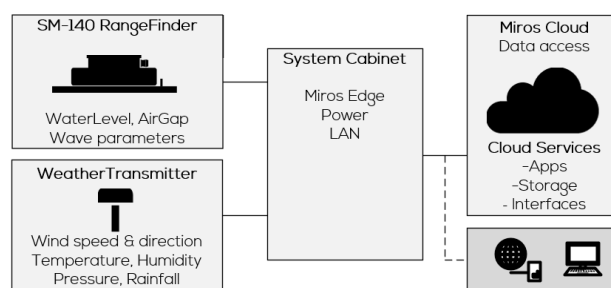 SM-140 RangeFinder
WaterLevel, AirGap
Wave parameters
WeatherTransmitter
Wind speed & direction
Temperature, Humidity
Pressure, Rainfall
System Cabinet
Miros Edge
Power
LAN
Miros Cloud
Data access
Cloud Services
-Apps
-Storage
- Interfaces